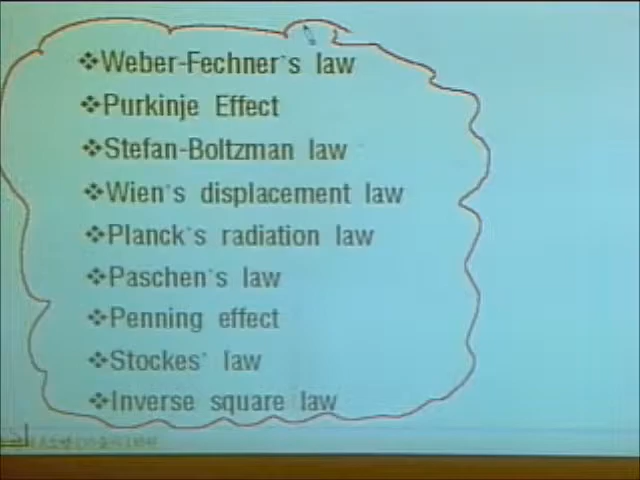 ❖Weber-Fechner`s law
❖Purkinje Effect
❖Stefan-Boltzman law
❖Wien`s displacement law
❖Planck`s radiation law
❖Paschen`s law
❖Penning effect
❖Stockes` law
❖Inverse square law